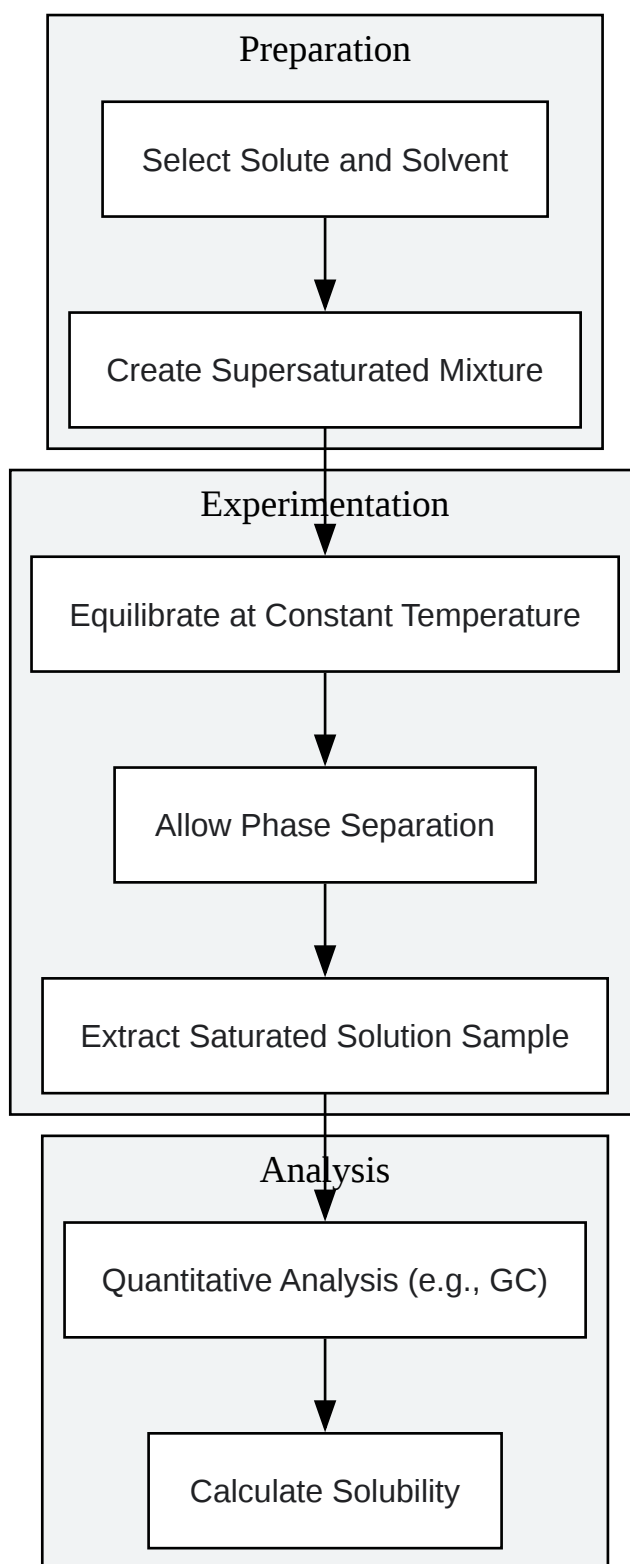 Preparation
Select Solute and Solvent
Create Supersaturated Mixture
Experimentation
Equilibrate at Constant Temperature
Allow Phase Separation
Extract Saturated Solution Sample
Analysis
Quantitative Analysis (e.g., GC)
Calculate Solubility